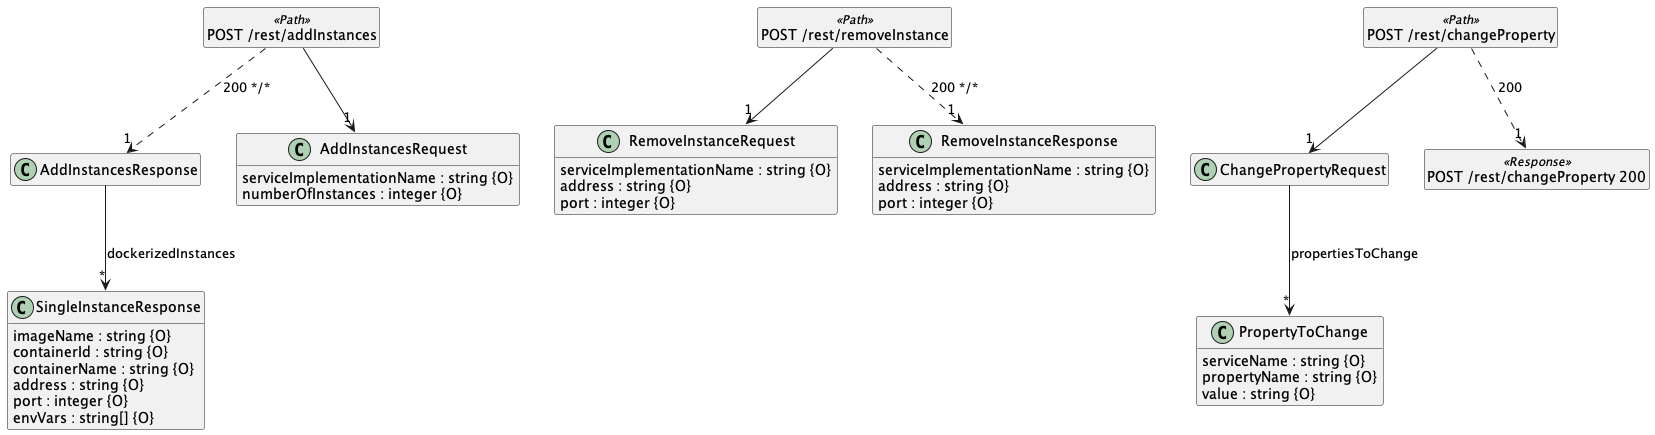 «Path»
POST /rest/addInstances
200 */*
1
1
C AddInstancesResponse
C AddInstancesRequest
serviceImplementationName : string {O}
numberOfInstances : integer {O}
dockerizedInstances
*
C SingleInstanceResponse
imageName : string {O}
containerId : string {O}
containerName : string {O}
address : string {O}
port : integer {O}
envVars : string[] {O}
«Path»
POST /rest/removeInstance
200 */*
1
1
C RemoveInstanceRequest
serviceImplementationName : string {O}
address : string {O}
port : integer {O}
C RemoveInstanceResponse
serviceImplementationName : string {O}
address : string {O}
port : integer {O}
«Path»
POST /rest/changeProperty
200
1
1
C ChangePropertyRequest
«Response»
POST /rest/changeProperty 200
propertiesToChange
*
C PropertyToChange
serviceName : string {O}
propertyName : string {O}
value : string {O}